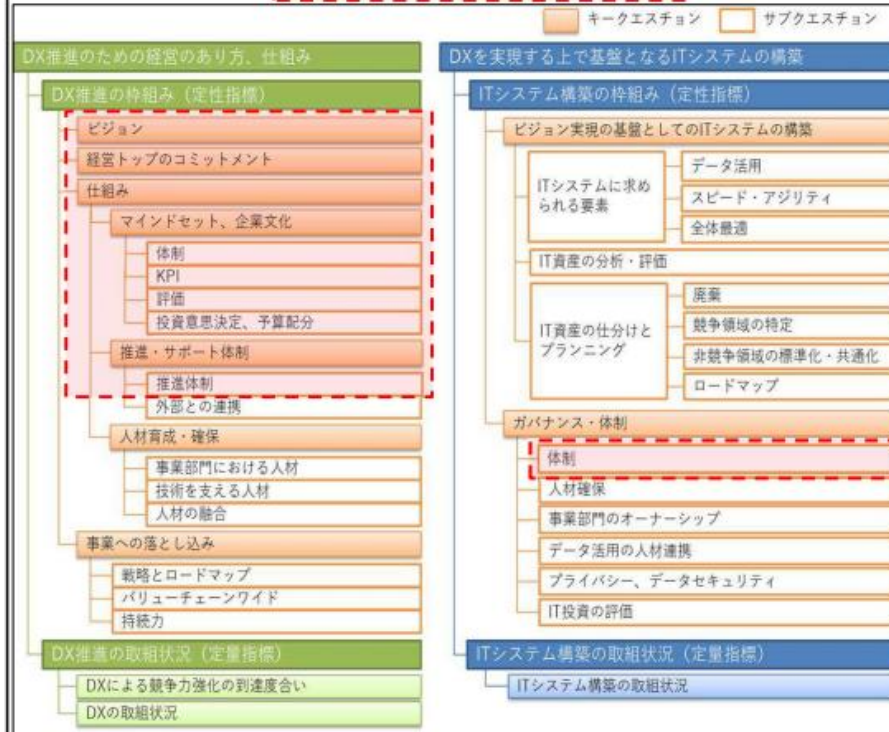 キークエスチョン
サブクエスチョン
DX推進のための経営のあり方、仕組み
DX推進の枠組み（定性指標）
ビジョン
経営トップのコミットメント
仕組み
マインドセット、企業文化
体制
KPI
評価
投資意思決定、予算配分
推進・サポート体制
推進体制
外部との連携
人材育成・確保
事業部門における人材
技術を支える人材
人材の融合
事業への落とし込み
戦略とロードマップ
バリューチェーンワイド
持続力
DX推進の取組状況（定量指標）
DXによる競争力強化の到達度合い
DXの取組状況
DXを実現する上で基盤となるITシステムの構築
ITシステム構築の枠組み（定性指標）
ビジョン実現の基盤としてのITシステムの構築
ITシステムに求め
られる要素
データ活用
スピード・アジリティ
全体最適
IT資産の分析・評価
IT資産の仕分けと
プランニング
廃棄
競争領域の特定
非競争領域の標準化・共通化
ロードマップ
ガバナンス・体制
体制
人材確保
事業部門のオーナーシップ
データ活用の人材連携
プライバシー、データセキュリティ
IT投資の評価
ITシステム構築の取組状況（定量指標）
ITシステム構築の取組状況